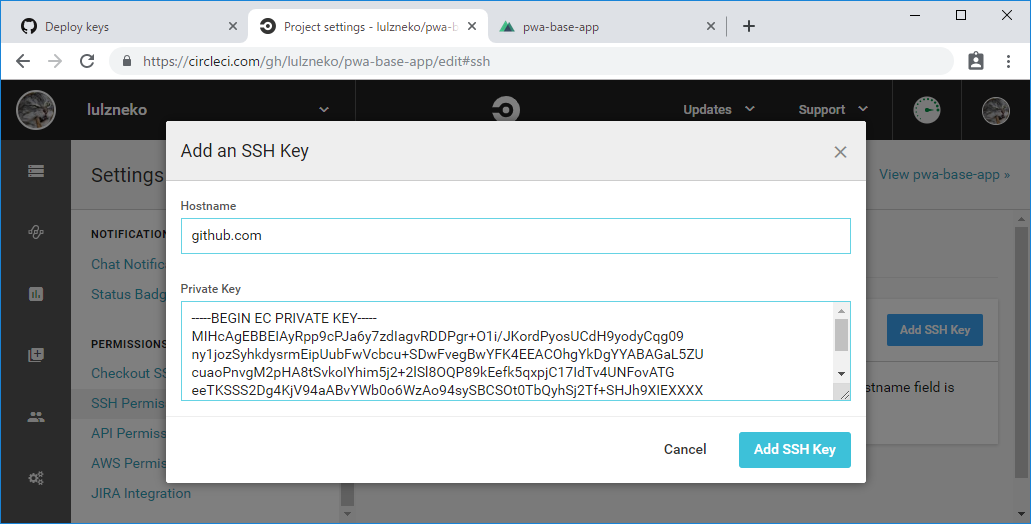 Deploy keys
Project settings - lulzneko/pwa-b
pwa-base-app
https://circleci.com/gh/lulzneko/pwa-base-app/edit#ssh
lulzneko
Updates
Support
Settings
View pwa-base-app »
Add an SSH Key
Hostname
github.com
Private Key
-----BEGIN EC PRIVATE KEY-----
MIHcAgEBBEIAyRpp9cPJa6y7zdIagvRDDPgr+O1i/JKordPyosUCdH9yodyCqg09
ny1jozSyhkdysrmEipUubFwVcbcu+SDwFvegBwYFK4EEACOhgYkDgYYABAGaL5ZU
cuaoPnvgM2pHA8tSvkoIYhim5j2+2lSl8OQP89kEefk5qxpjC17IdTv4UNFovATG
eeTKSSS2Dg4KjV94aABvYWb0o6WzAo94sySBCSOt0TbQyhSj2Tf+SHJh9XIEXXXX
Cancel
Add SSH Key
NOTIFICATION
Chat Notific
Status Badg
PERMISSIONS
Checkout SS
SSH Permis
API Permiss
AWS Permis
JIRA Integration
Add SSH Key
stname field is